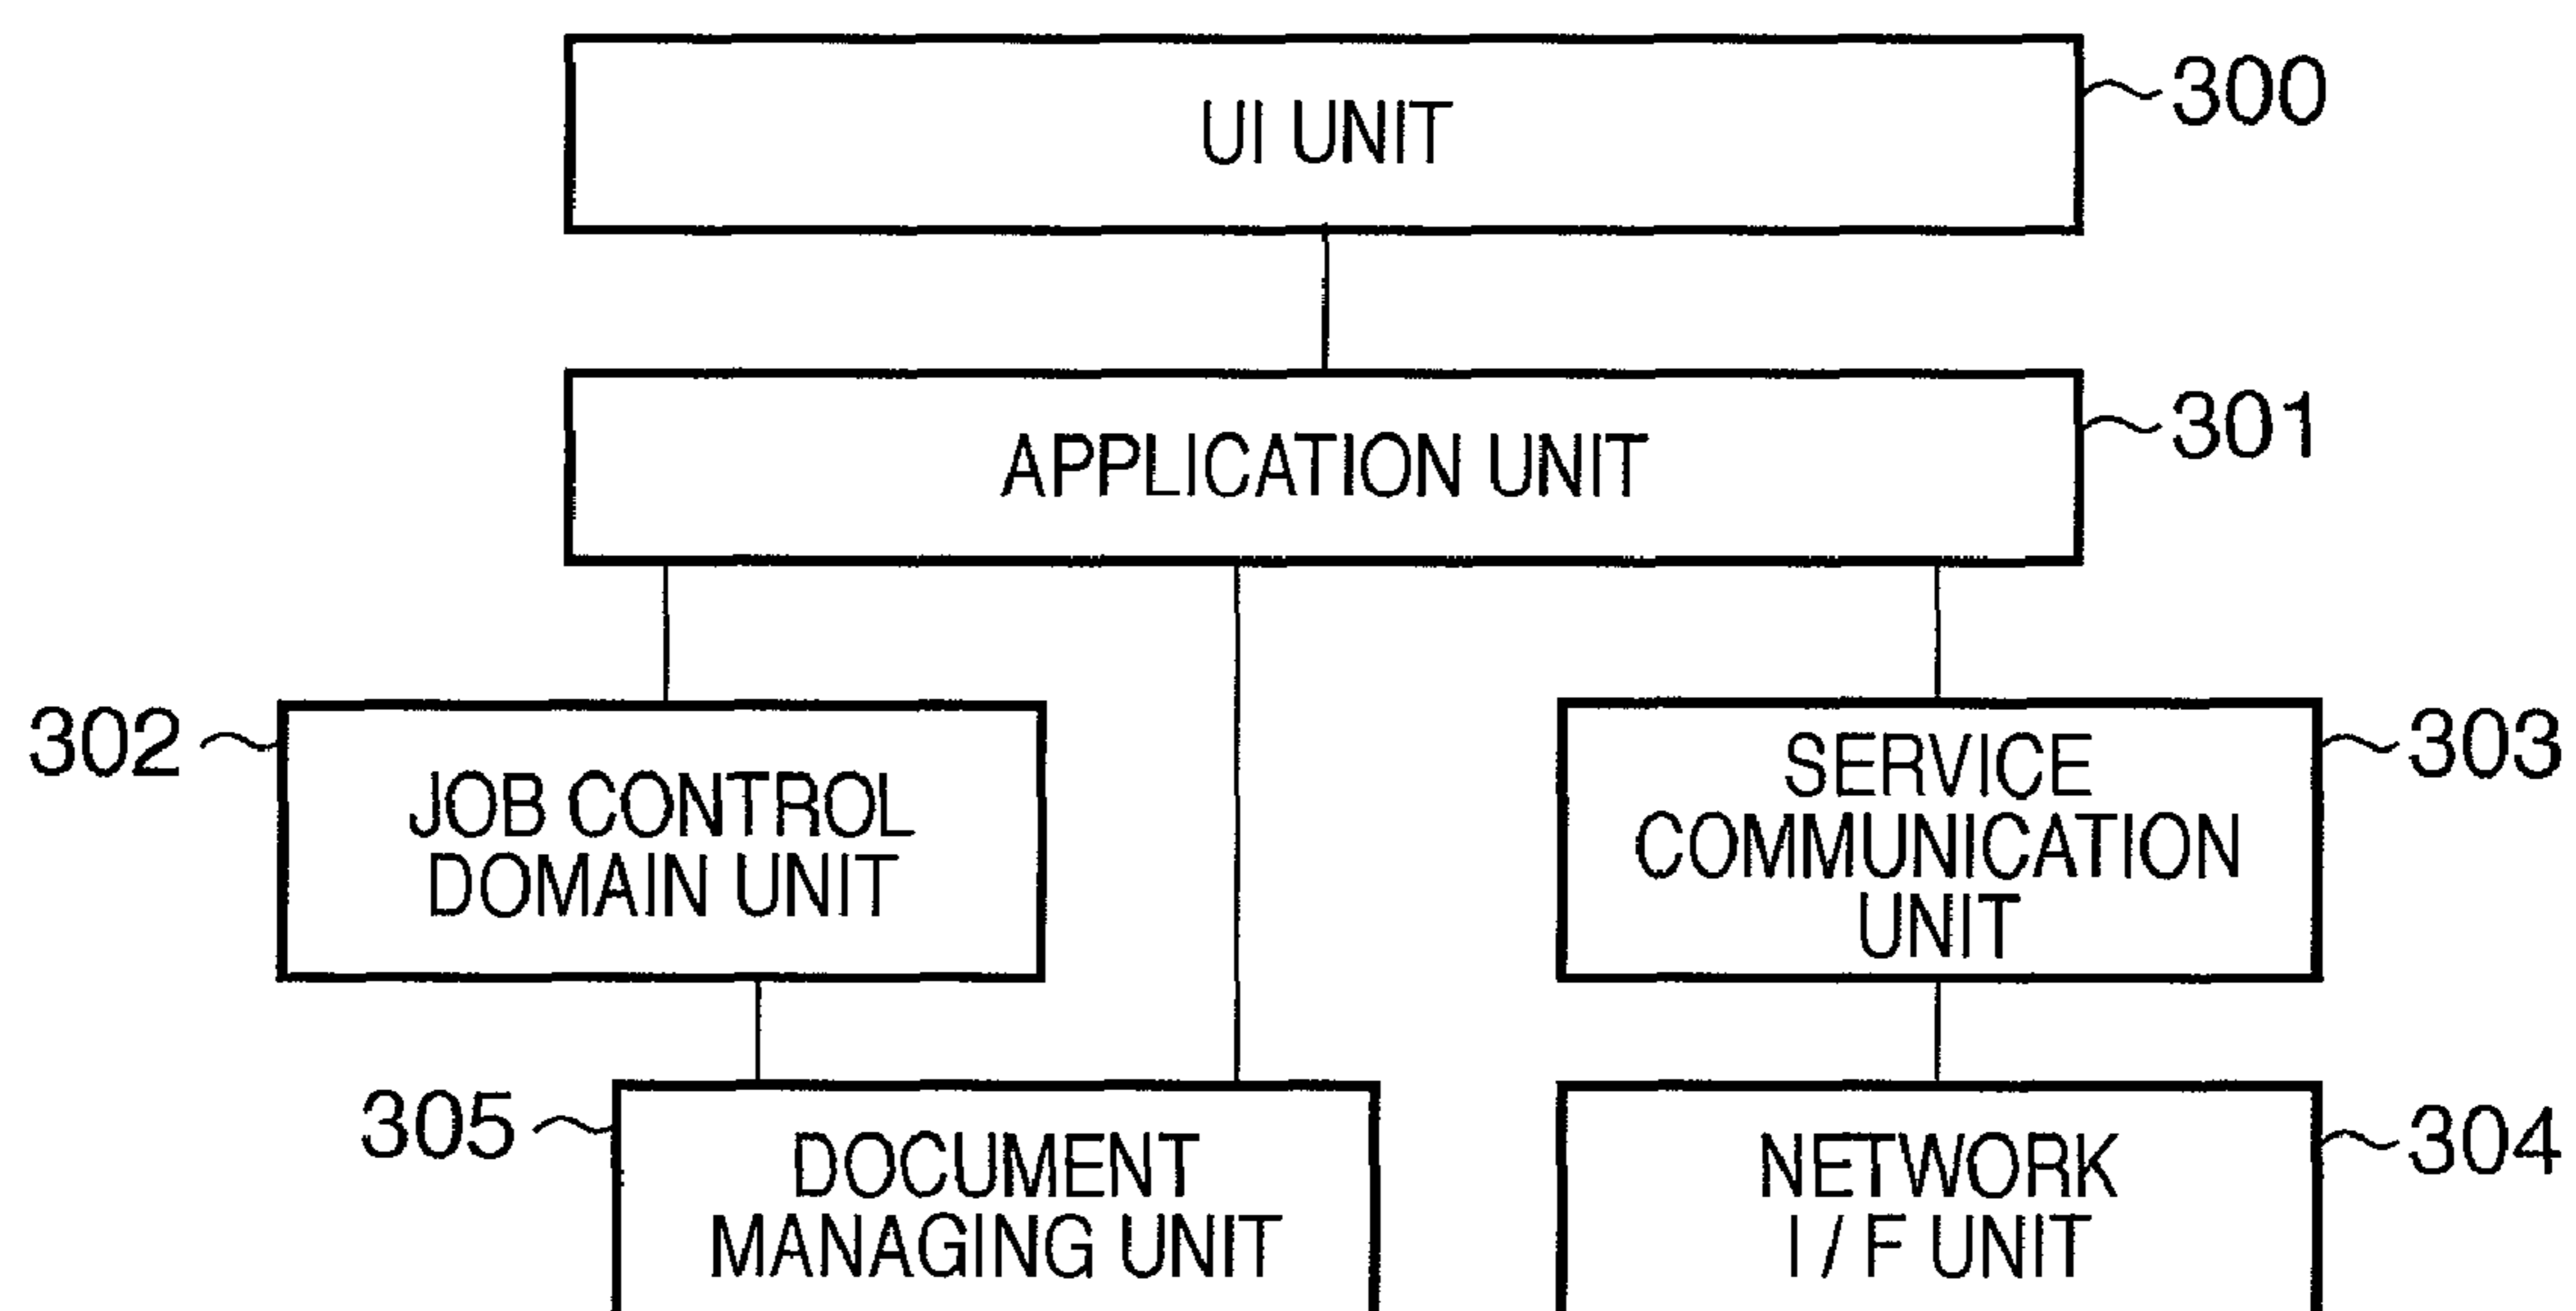 UI UNIT
300
APPLICATION UNIT
301
302
JOB CONTROL
DOMAIN UNIT
SERVICE
COMMUNICATION
UNIT
303
305
DOCUMENT
MANAGING UNIT
NETWORK
I / F UNIT
304